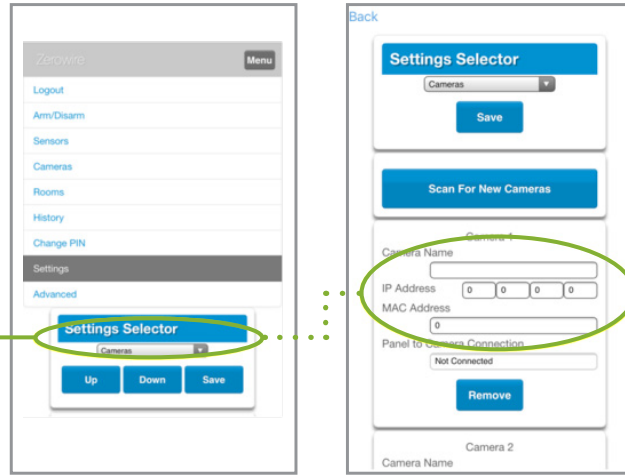 Zerowire
Menu
Logout
Arm/Disarm
Sensors
Cameras
Rooms
History
Change PIN
Settings
Advanced
Settings Selector
Cameras
Up Down Save
Back
Settings Selector
Cameras
Save
Scan For New Cameras
Camera 1
Camera Name
IP Address 0 0 0 0
MAC Address
0
Panel to Camera Connection
Not Connected
Remove
Camera 2
Camera Name